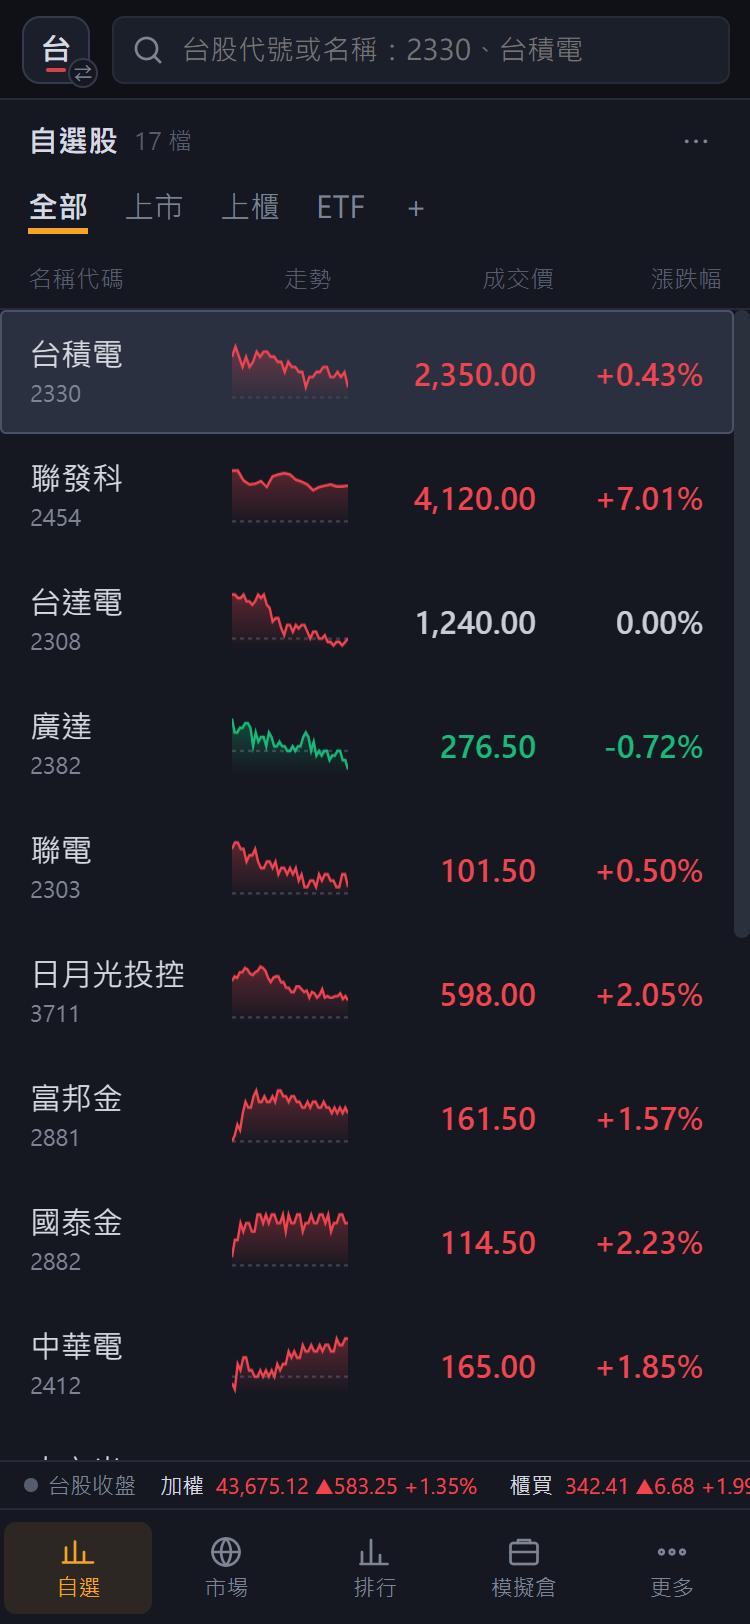 台
台股代號或名稱：2330、台積電
自選股 17 檔 ...
全部 上市 上櫃 ETF +
名稱代碼 走勢 成交價 漲跌幅
台積電 2,350.00 +0.43%
2330
聯發科 4,120.00 +7.01%
2454
台達電 1,240.00 0.00%
2308
廣達 276.50 -0.72%
2382
聯電 101.50 +0.50%
2303
日月光投控 598.00 +2.05%
3711
富邦金 161.50 +1.57%
2881
國泰金 114.50 +2.23%
2882
中華電 165.00 +1.85%
2412
台股收盤 加權 43,675.12 ▲583.25 +1.35% 櫃買 342.41 ▲6.68 +1.99
自選 市場 排行 模擬倉 更多